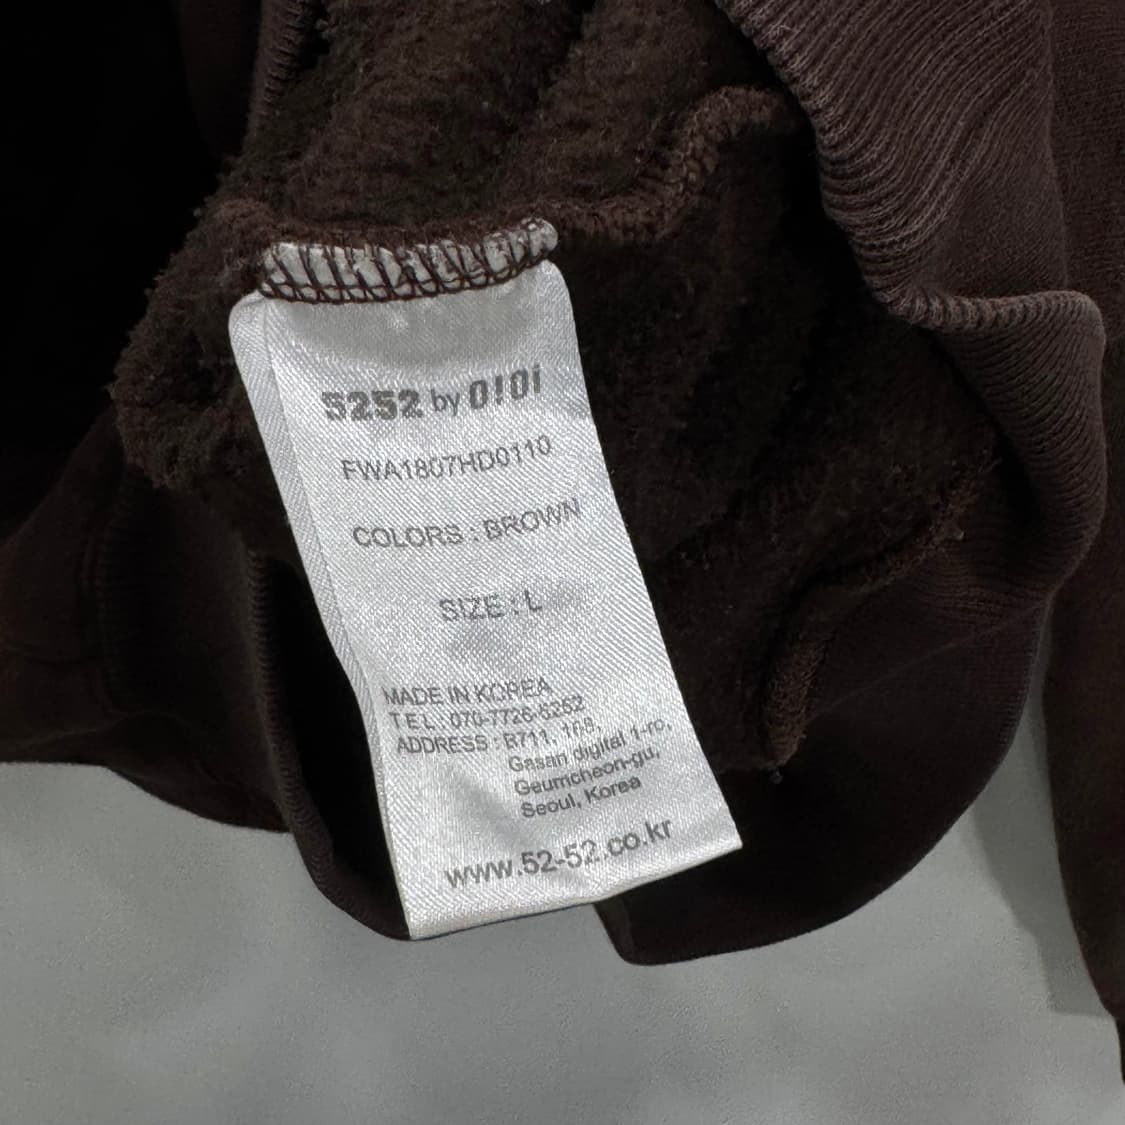 5252 by O!Oi
FWA1807HD0110
COLORS : BROWN
SIZE : L
MADE IN KOREA
TEL : 070-7726-5252
ADDRESS : B711, 168,
Gasan digital 1-ro,
Geumcheon-gu,
Seoul, Korea
www.52-52.co.kr